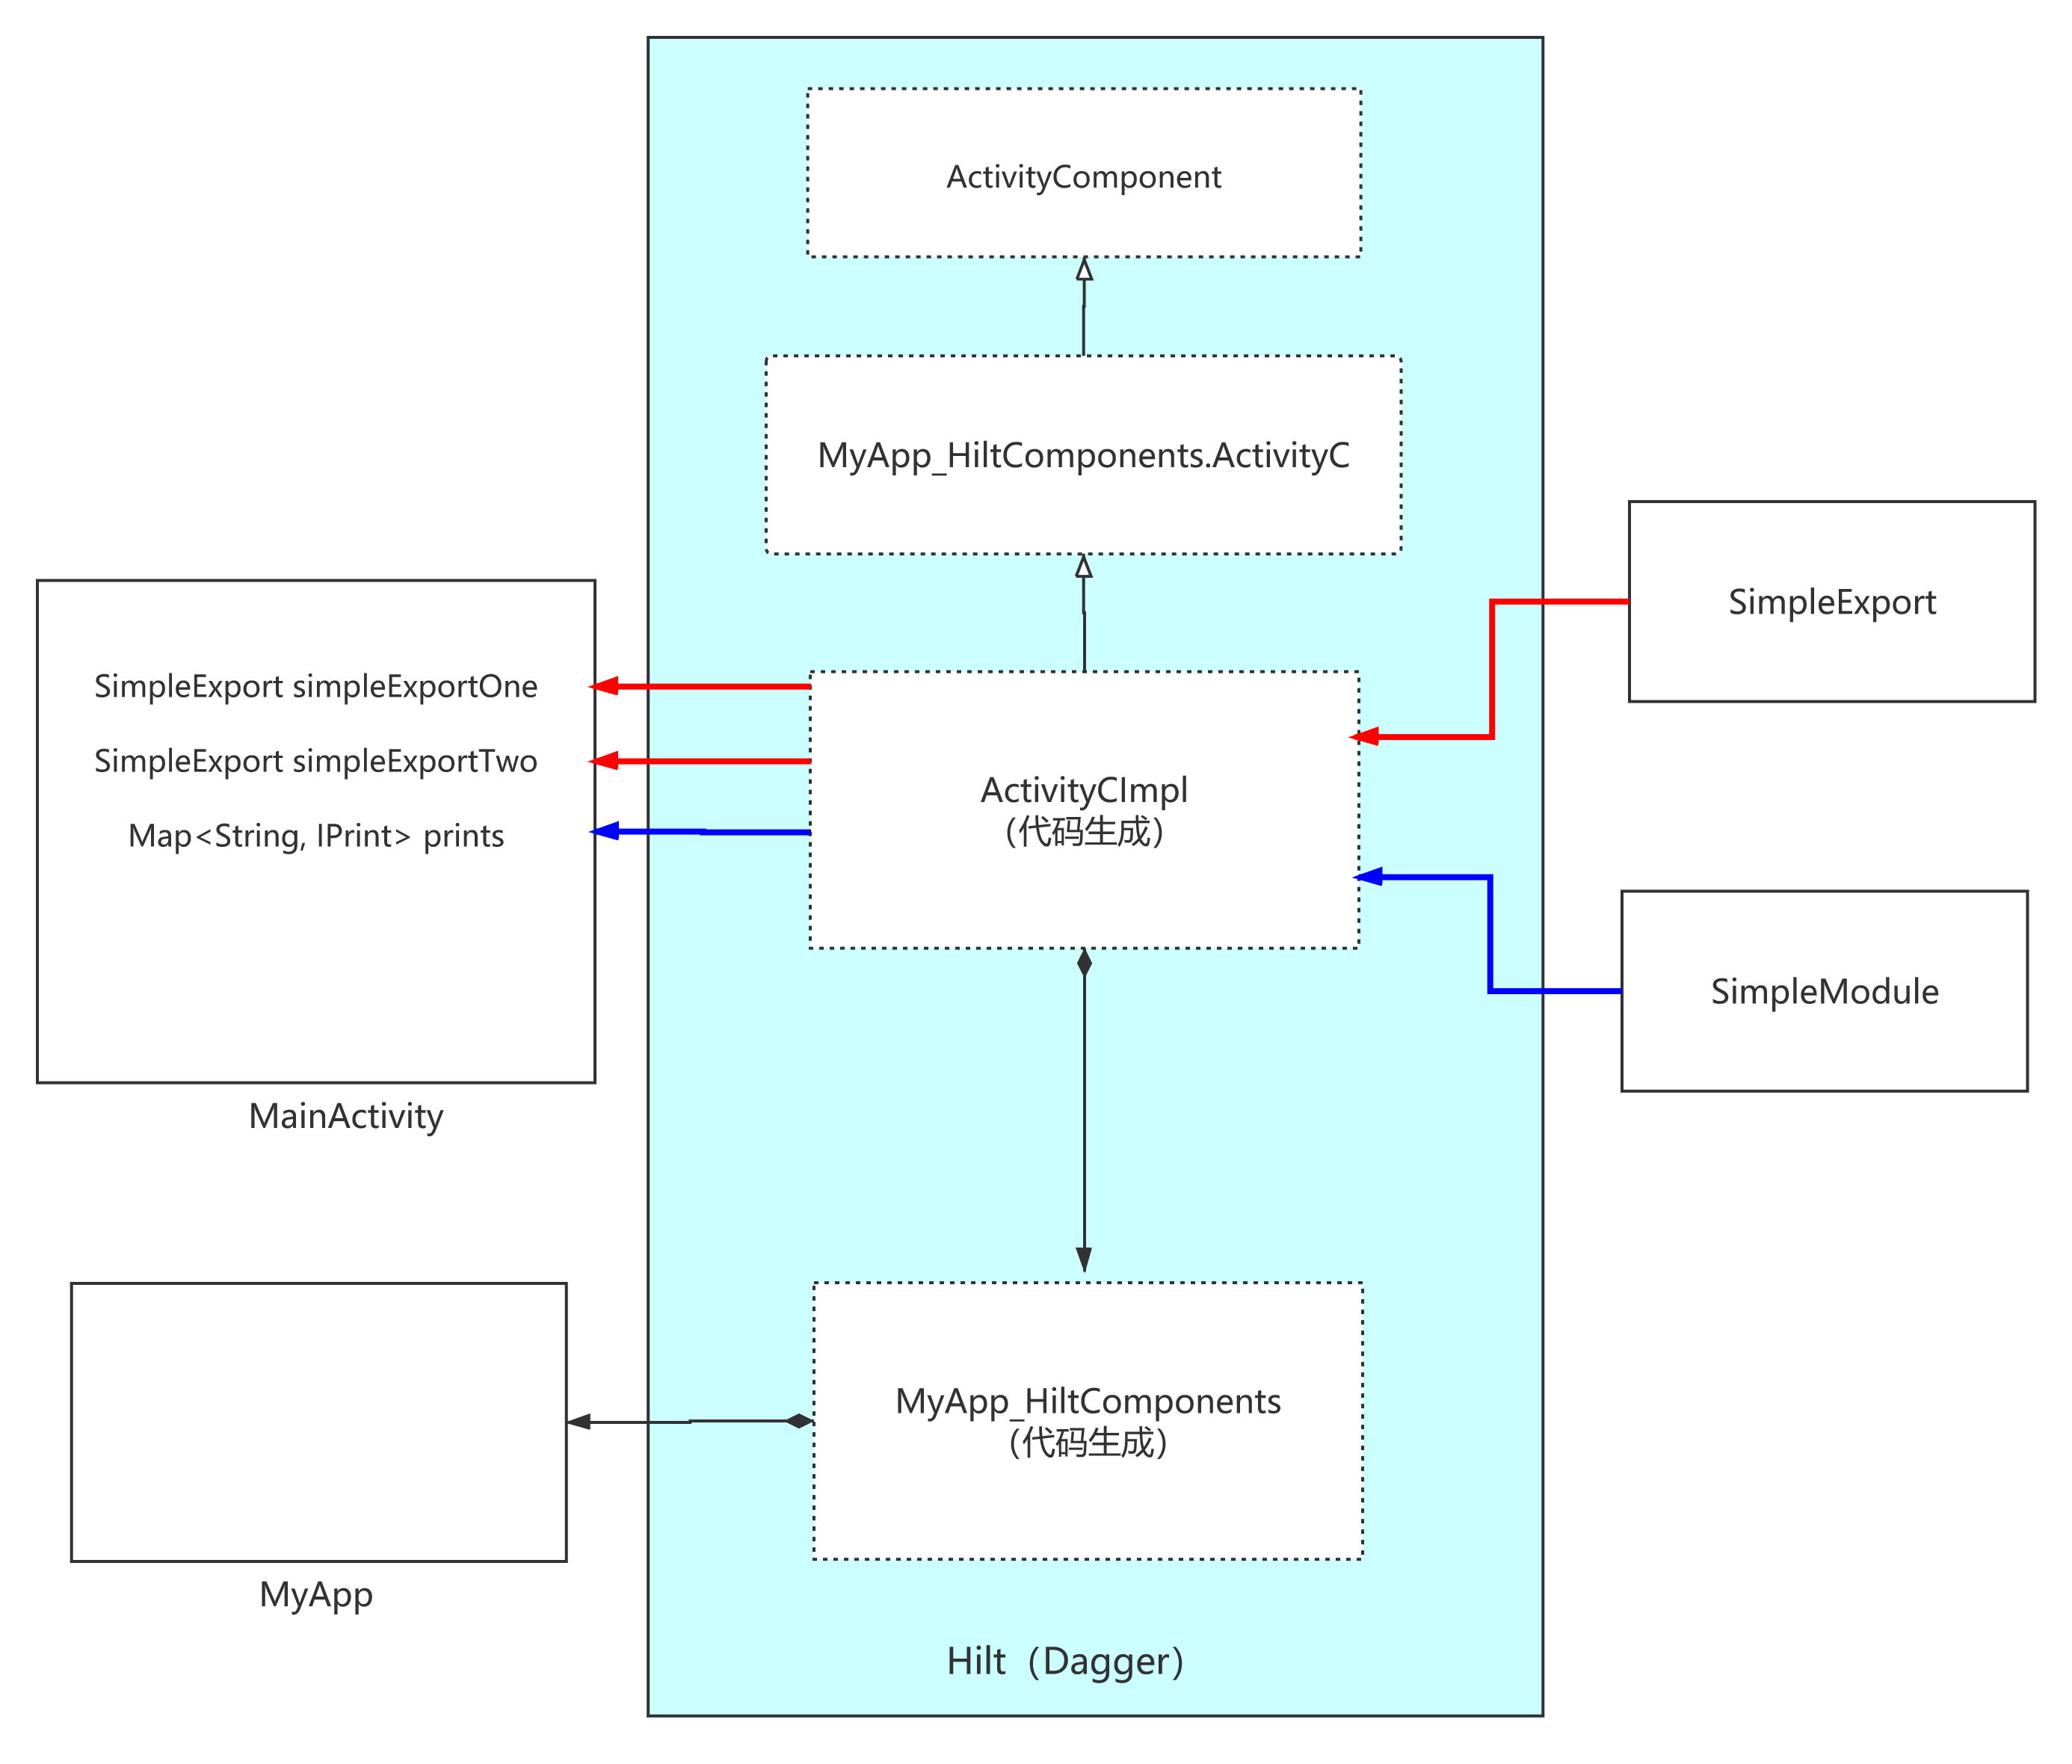 ActivityComponent
MyApp_HiltComponents.ActivityC
SimpleExport
SimpleExport simpleExportOne
SimpleExport simpleExportTwo
Map<String, IPrint> prints
MainActivity
ActivityCImpl
（代码生成）
SimpleModule
MyApp_HiltComponents
（代码生成）
MyApp
Hilt（Dagger）